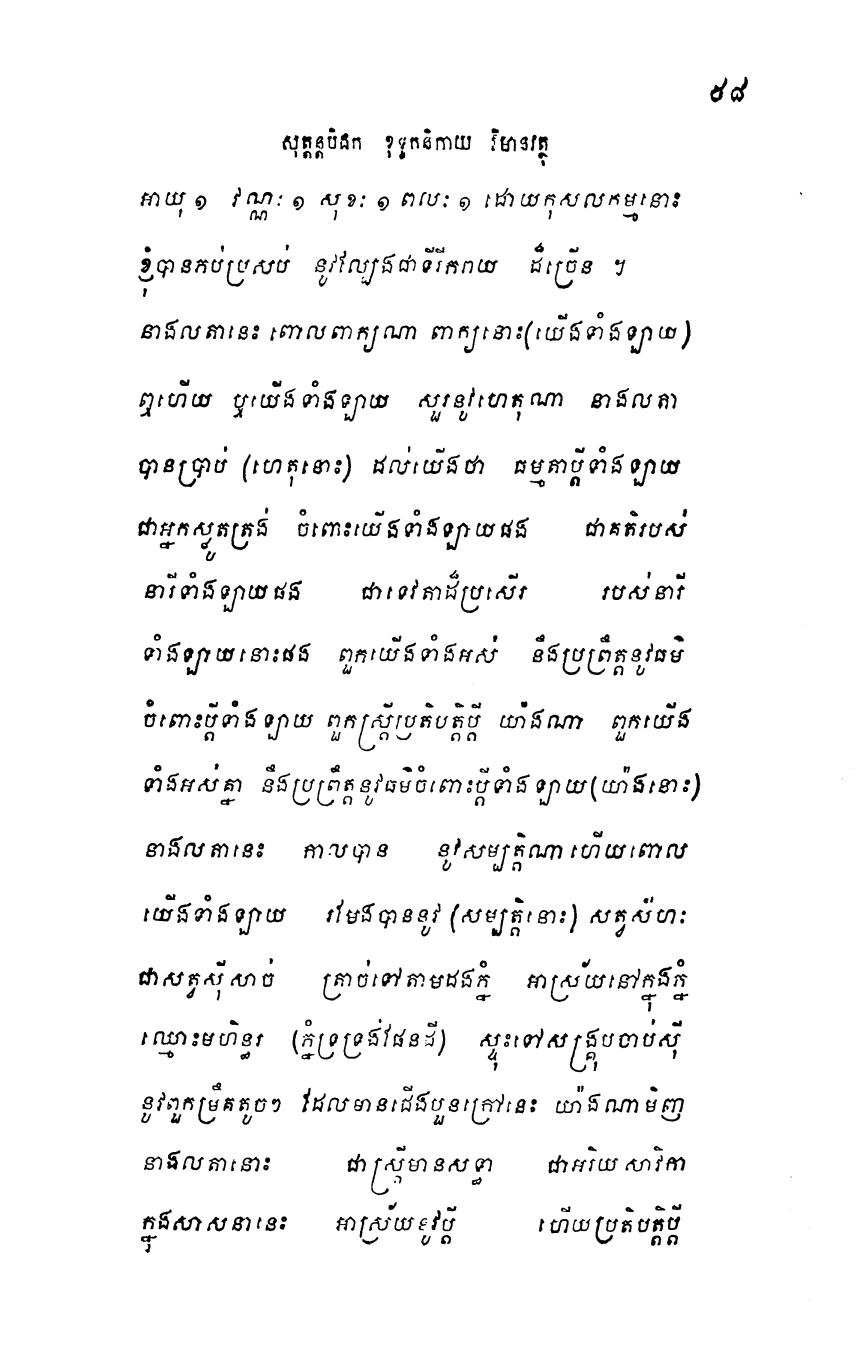 ៥៨
សុត្តន្តបិដក ខុទ្ទកនិកាយ វិមានវត្ថុ
អាយុ ១ វណ្ណៈ ១ សុខៈ ១ ពលៈ ១ ដោយកុសលកម្មនោះ
ខ្ញុំបានភប់ប្រសប់ នូវល្បែងជាទីរីករាយ ដ៏ច្រើន ។
នាងលតានេះ ពោលពាក្យណា ពាក្យនោះ(យើងទាំងឡាយ)
ឮហើយ ឬយើងទាំងឡាយ សួរនូវហេតុណា នាងលតា
បានប្រាប់ (ហេតុនោះ) ដល់យើងថា ធម្មតាប្តីទាំងឡាយ
ជាអ្នកស្លូតត្រង់ ចំពោះយើងទាំងឡាយផង ជាគតិរបស់
នារីទាំងឡាយផង ជាទេវតាដ៏ប្រសើរ របស់នារី
ទាំងឡាយនោះផង ពួកយើងទាំងអស់ នឹងប្រព្រឹត្តនូវធម៌
ចំពោះប្តីទាំងឡាយ ពួកស្ត្រីប្រតិបត្តិប្តី យ៉ាងណា ពួកយើង
ទាំងអស់គ្នា នឹងប្រព្រឹត្តនូវធម៌ចំពោះប្តីទាំងឡាយ(យ៉ាងនោះ)
នាងលតានេះ កាលបាន នូវសម្បត្តិណាហើយពោល
យើងទាំងឡាយ រមែងបាននូវ (សម្បត្តិនោះ) សត្វសីហៈ
ជាសត្វស៊ីសាច់ ត្រាច់ទៅតាមដងភ្នំ អាស្រ័យនៅក្នុងភ្នំ
ឈ្មោះមហិន្ធរ (ភ្នំទ្រទ្រង់ផែនដី) ស្ទុះទៅសង្គ្រុបចាប់ស៊ី
នូវពួកម្រឹគតូចៗ ដែលមានជើងបួនក្រៅនេះ យ៉ាងណាមិញ
នាងលតានោះ ជាស្ត្រីមានសទ្ធា ជាអរិយសាវិកា
ក្នុងសាសនានេះ អាស្រ័យនូវប្តី ហើយប្រតិបត្តិប្តី